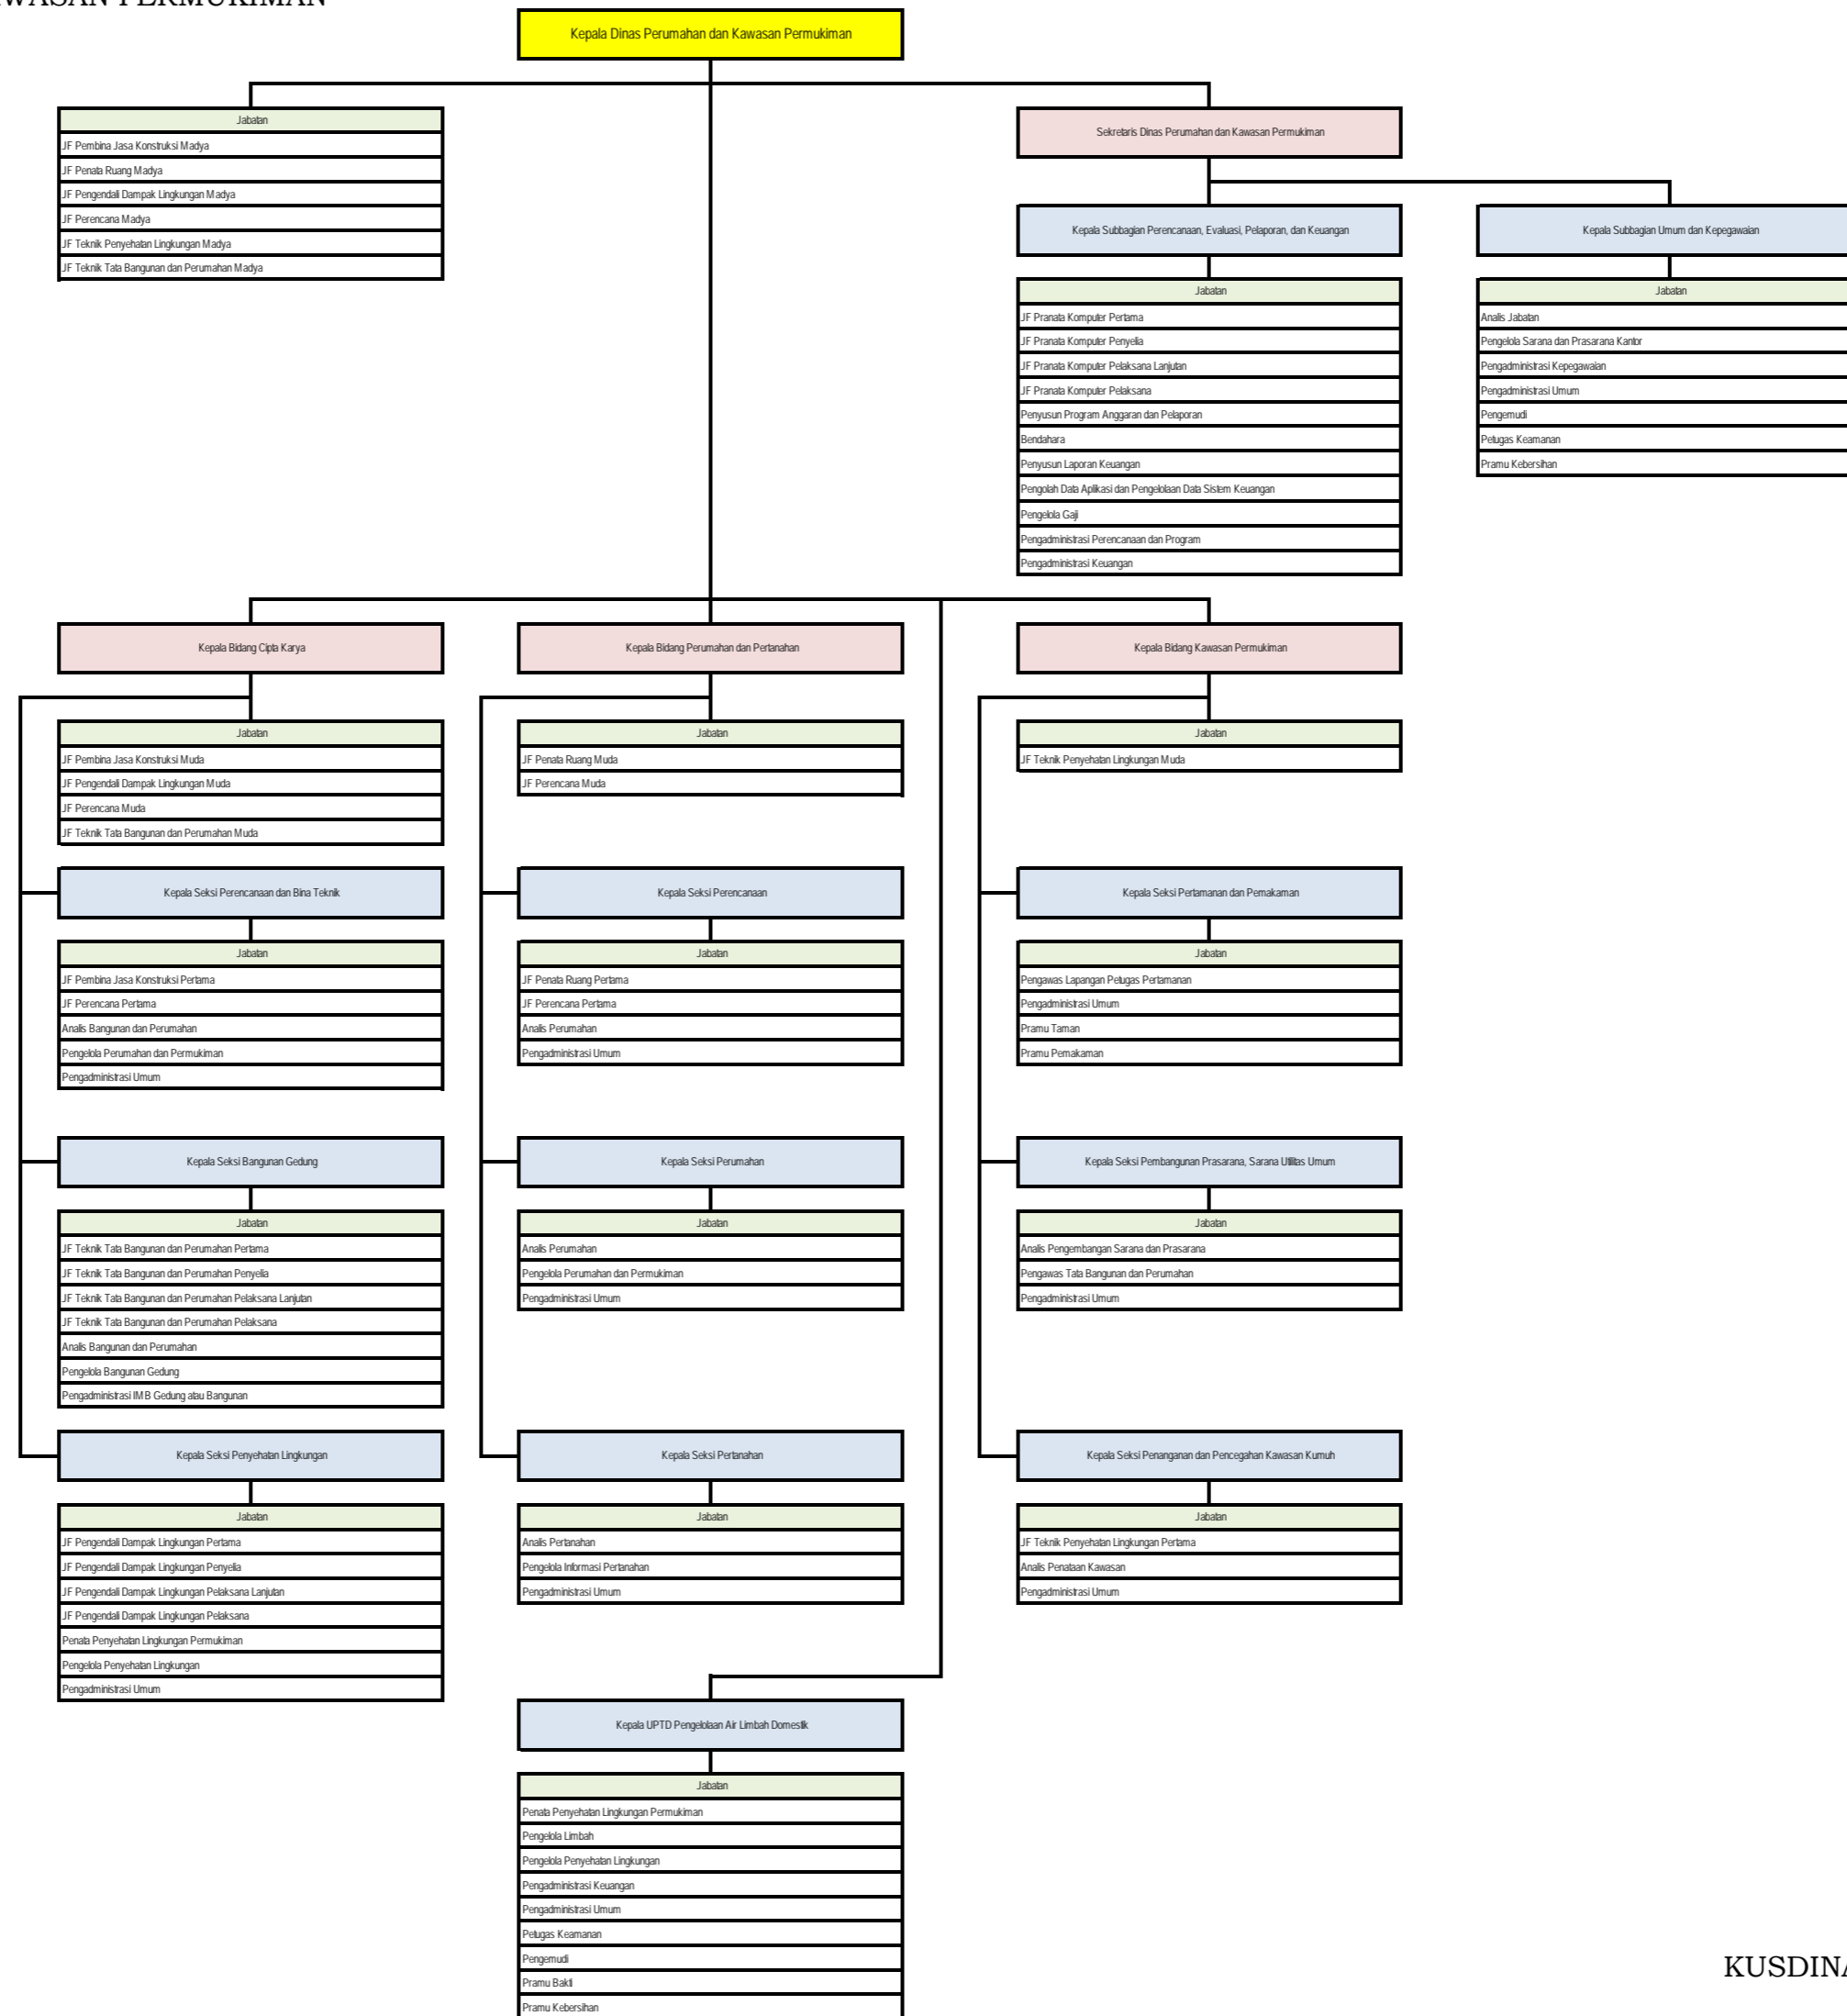 KAWASAN PERMUKIMAN
Kepala Dinas Perumahan dan Kawasan Permukiman
Jabatan
JF Pembina Jasa Konstruksi Madya
JF Penata Ruang Madya
JF Pengendali Dampak Lingkungan Madya
JF Perencana Madya
JF Teknik Penyehatan Lingkungan Madya
JF Teknik Tata Bangunan dan Perumahan Madya
Sekretaris Dinas Perumahan dan Kawasan Permukiman
Kepala Subbagian Perencanaan, Evaluasi, Pelaporan, dan Keuangan
Jabatan
JF Pranata Komputer Pertama
JF Pranata Komputer Penyelia
JF Pranata Komputer Pelaksana Lanjutan
JF Pranata Komputer Pelaksana
Penyusun Program Anggaran dan Pelaporan
Bendahara
Penyusun Laporan Keuangan
Pengolah Data Aplikasi dan Pengelolaan Data Sistem Keuangan
Pengelola Gaji
Pengadministrasi Perencanaan dan Program
Pengadministrasi Keuangan
Kepala Subbagian Umum dan Kepegawaian
Jabatan
Analis Jabatan
Pengelola Sarana dan Prasarana Kantor
Pengadministrasi Kepegawaian
Pengadministrasi Umum
Pengemudi
Petugas Keamanan
Pramu Kebersihan
Kepala Bidang Cipta Karya
Jabatan
JF Pembina Jasa Konstruksi Muda
JF Pengendali Dampak Lingkungan Muda
JF Perencana Muda
JF Teknik Tata Bangunan dan Perumahan Muda
Kepala Seksi Perencanaan dan Bina Teknik
Jabatan
JF Pembina Jasa Konstruksi Pertama
JF Perencana Pertama
Analis Bangunan dan Perumahan
Pengelola Perumahan dan Permukiman
Pengadministrasi Umum
Kepala Seksi Bangunan Gedung
Jabatan
JF Teknik Tata Bangunan dan Perumahan Pertama
JF Teknik Tata Bangunan dan Perumahan Penyelia
JF Teknik Tata Bangunan dan Perumahan Pelaksana Lanjutan
JF Teknik Tata Bangunan dan Perumahan Pelaksana
Analis Bangunan dan Perumahan
Pengelola Bangunan Gedung
Pengadministrasi IMB Gedung atau Bangunan
Kepala Seksi Penyehatan Lingkungan
Jabatan
JF Pengendali Dampak Lingkungan Pertama
JF Pengendali Dampak Lingkungan Penyelia
JF Pengendali Dampak Lingkungan Pelaksana Lanjutan
JF Pengendali Dampak Lingkungan Pelaksana
Penata Penyehatan Lingkungan Permukiman
Pengelola Penyehatan Lingkungan
Pengadministrasi Umum
Kepala Bidang Perumahan dan Pertanahan
Jabatan
JF Penata Ruang Muda
JF Perencana Muda
Kepala Seksi Perencanaan
Jabatan
JF Penata Ruang Pertama
JF Perencana Pertama
Analis Perumahan
Pengadministrasi Umum
Kepala Seksi Perumahan
Jabatan
Analis Perumahan
Pengelola Perumahan dan Permukiman
Pengadministrasi Umum
Kepala Seksi Pertanahan
Jabatan
Analis Pertanahan
Pengelola Informasi Pertanahan
Pengadministrasi Umum
Kepala Bidang Kawasan Permukiman
Jabatan
JF Teknik Penyehatan Lingkungan Muda
Kepala Seksi Pertamanan dan Pemakaman
Jabatan
Pengawas Lapangan Petugas Pertamanan
Pengadministrasi Umum
Pramu Taman
Pramu Pemakaman
Kepala Seksi Pembangunan Prasarana, Sarana Utilitas Umum
Jabatan
Analis Pengembangan Sarana dan Prasarana
Pengawas Tata Bangunan dan Perumahan
Pengadministrasi Umum
Kepala Seksi Penanganan dan Pencegahan Kawasan Kumuh
Jabatan
JF Teknik Penyehatan Lingkungan Pertama
Analis Penataan Kawasan
Pengadministrasi Umum
Kepala UPTD Pengelolaan Air Limbah Domestik
Jabatan
Penata Penyehatan Lingkungan Permukiman
Pengelola Limbah
Pengelola Penyehatan Lingkungan
Pengadministrasi Keuangan
Pengadministrasi Umum
Petugas Keamanan
Pengemudi
Pramu Bakti
Pramu Kebersihan
KUSDINA